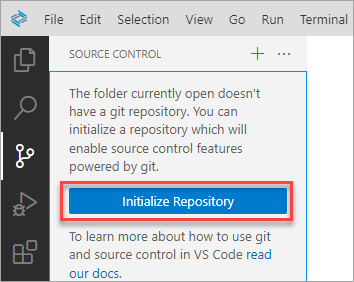 File Edit Selection View Go Run Terminal
SOURCE CONTROL
The folder currently open doesn't
have a git repository. You can
initialize a repository which will
enable source control features
powered by git.
Initialize Repository
To learn more about how to use git
and source control in VS Code read
our docs.